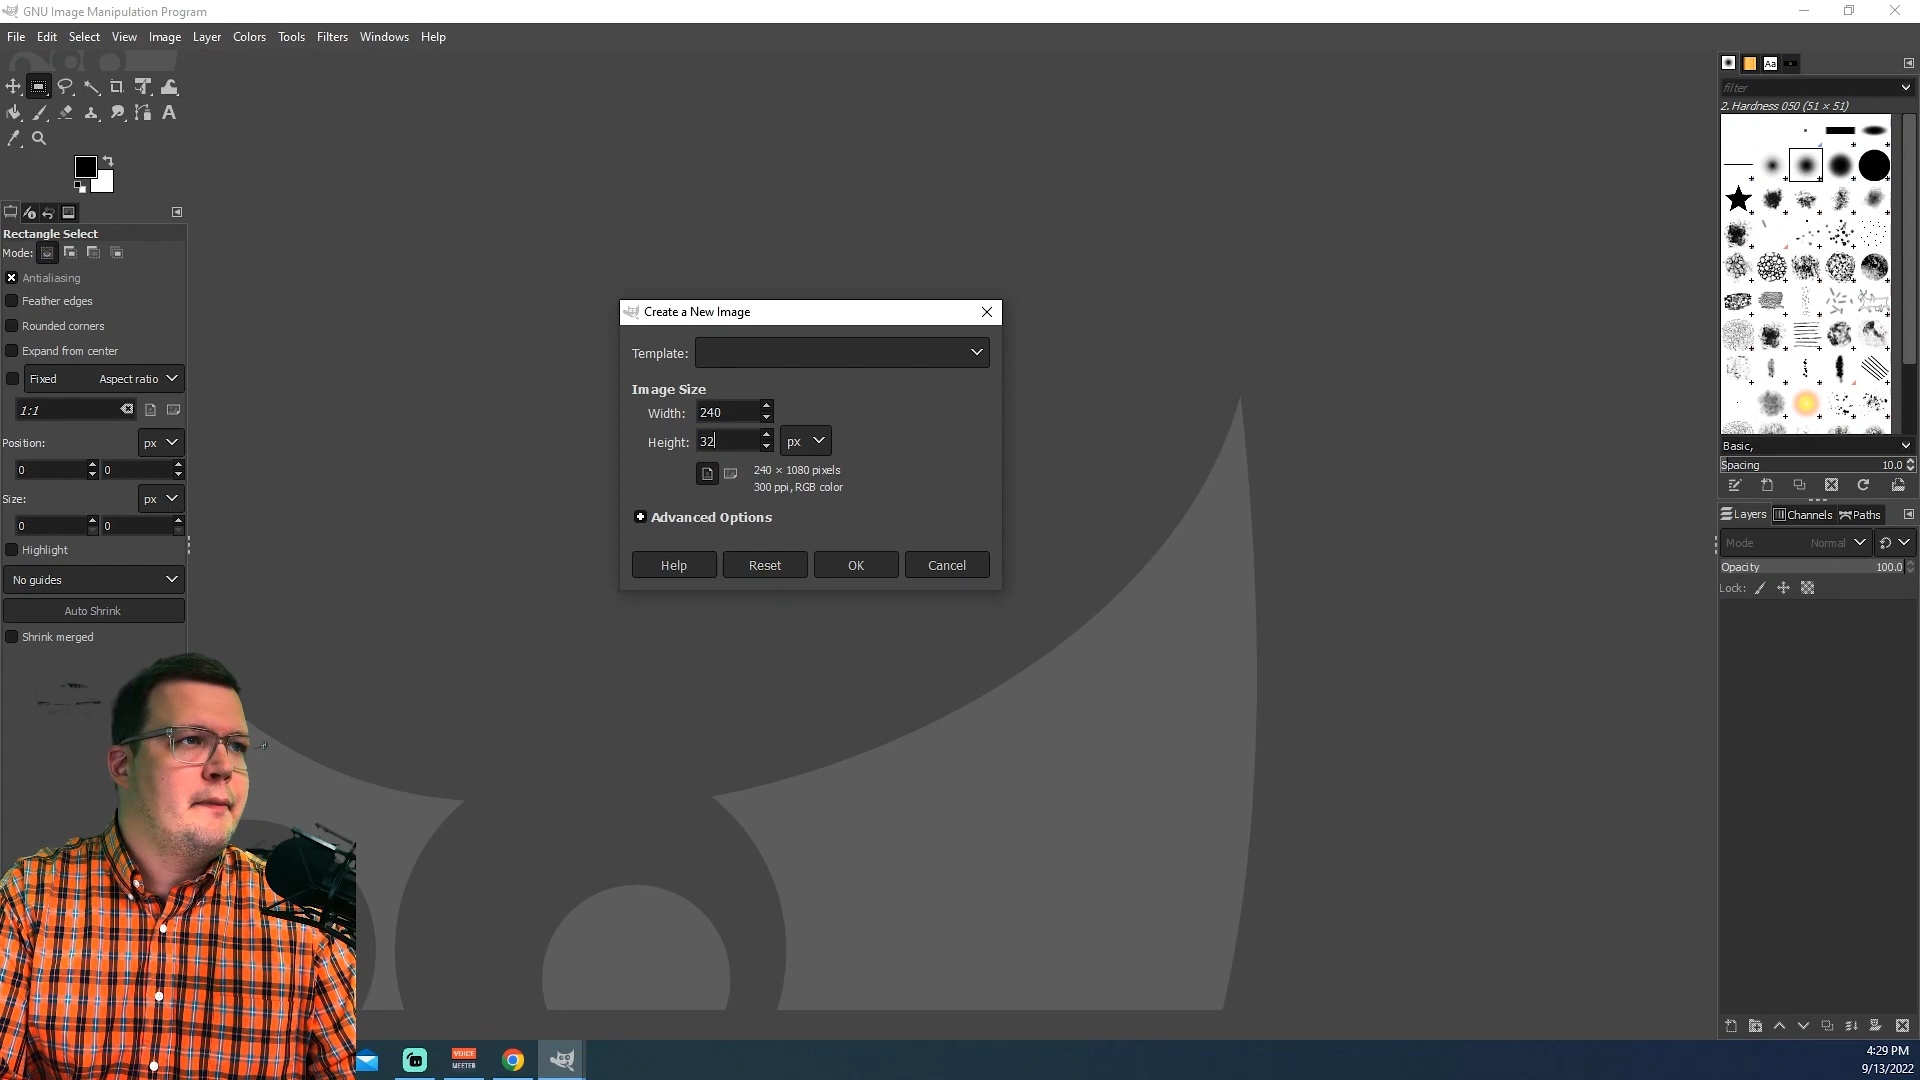 GNU Image Manipulation Program
File Edit Select View Image Layer Colors Tools Filters Windows Help
Rectangle Select
Mode:
Antialiasing
Feather edges
Rounded corners
Expand from center
Fixed Aspect ratio
1:1
Position: px
0 0
Size: px
0 0
Highlight
No guides
Auto Shrink
Shrink merged
Create a New Image
Template:
Image Size
Width: 240
Height: 32 px
240 × 1080 pixels
300 ppi, RGB color
Advanced Options
Help Reset OK Cancel
Aa
filter
2. Hardness 050 (51 × 51)
Basic,
Spacing 10.0
Layers Channels Paths
Mode Normal
Opacity 100.0
Lock:
VOICE
MEETER
4:29 PM
9/13/2022